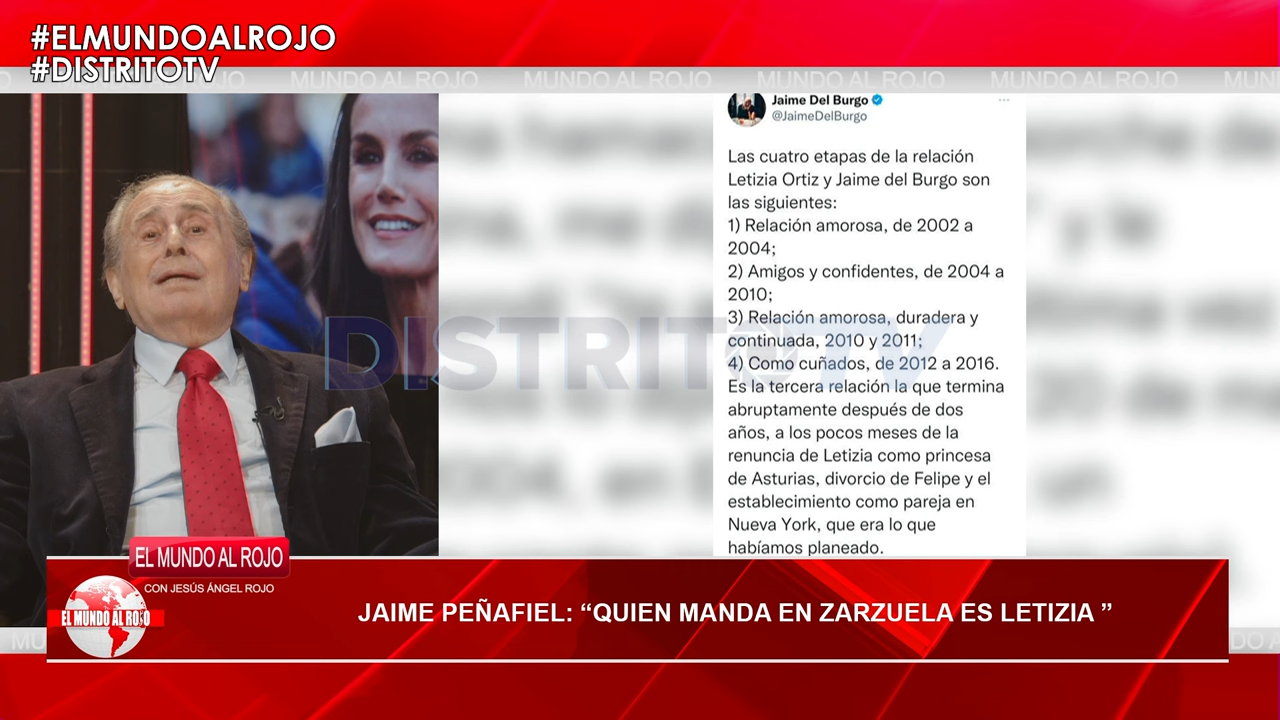 #ELMUNDOALROJO
#DISTRITOTV
MUNDO AL ROJO MUNDO AL ROJO MUNDO AL ROJO MUNDO AL ROJO
Jaime Del Burgo
@JaimeDelBurgo
Las cuatro etapas de la relación
Letizia Ortiz y Jaime del Burgo son
las siguientes:
1) Relación amorosa, de 2002 a
2004;
2) Amigos y confidentes, de 2004 a
2010;
3) Relación amorosa, duradera y
continuada, 2010 y 2011;
4) Como cuñados, de 2012 a 2016.
Es la tercera relación la que termina
abruptamente después de dos
años, a los pocos meses de la
renuncia de Letizia como princesa
de Asturias, divorcio de Felipe y el
establecimiento como pareja en
Nueva York, que era lo que
habíamos planeado.
DISTRITO TV
EL MUNDO AL ROJO
CON JESÚS ÁNGEL ROJO
EL MUNDO AL ROJO
JAIME PEÑAFIEL: “QUIEN MANDA EN ZARZUELA ES LETIZIA ”